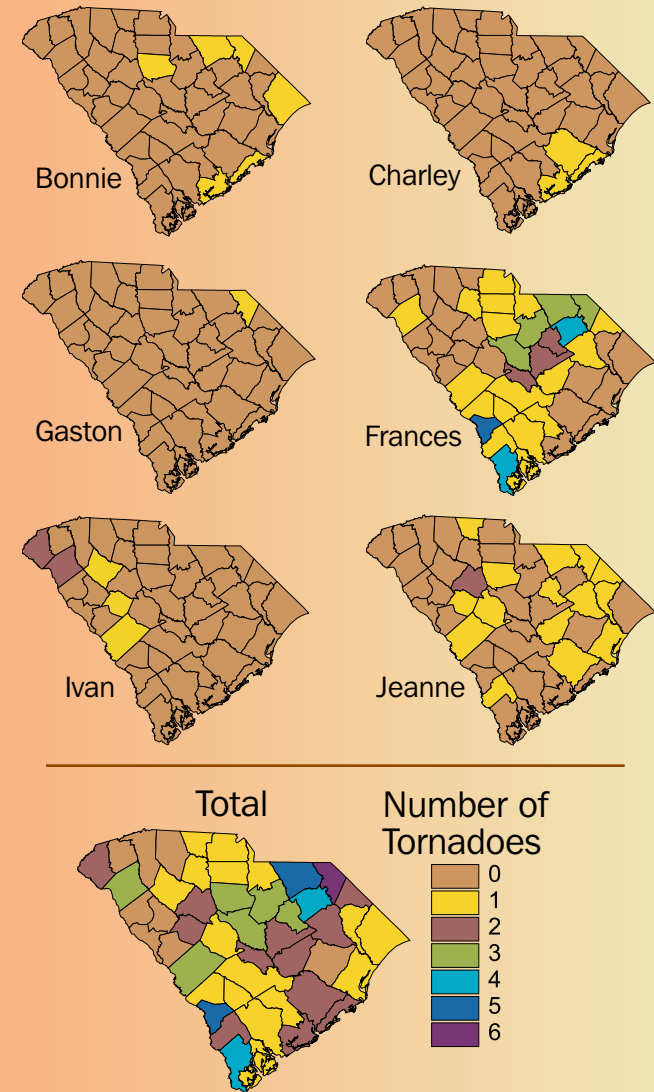 Bonnie
Charley
Gaston
Frances
Ivan
Jeanne
Total
Number of
Tornadoes
0
1
2
3
4
5
6